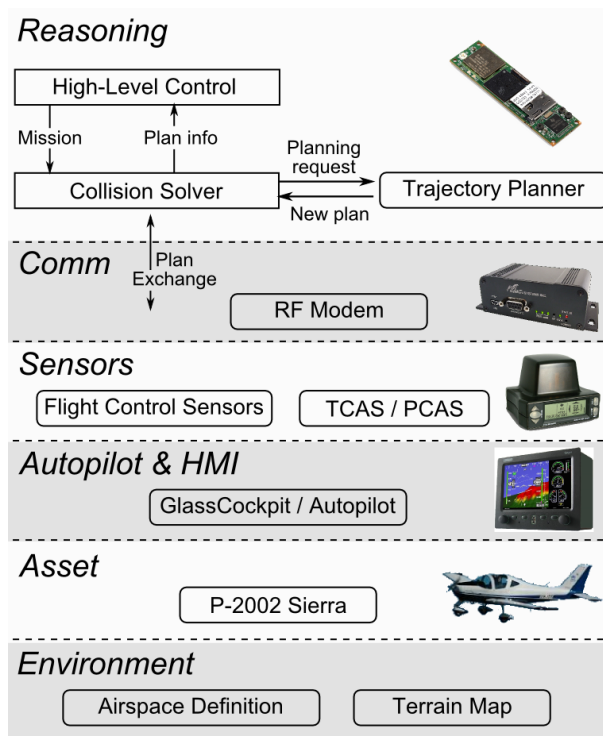 Reasoning
High-Level Control
Mission
Plan info
Planning
request
Collision Solver
Trajectory Planner
New plan
Comm
Plan
Exchange
RF Modem
Sensors
Flight Control Sensors
TCAS / PCAS
Autopilot & HMI
GlassCockpit / Autopilot
Asset
P-2002 Sierra
Environment
Airspace Definition
Terrain Map